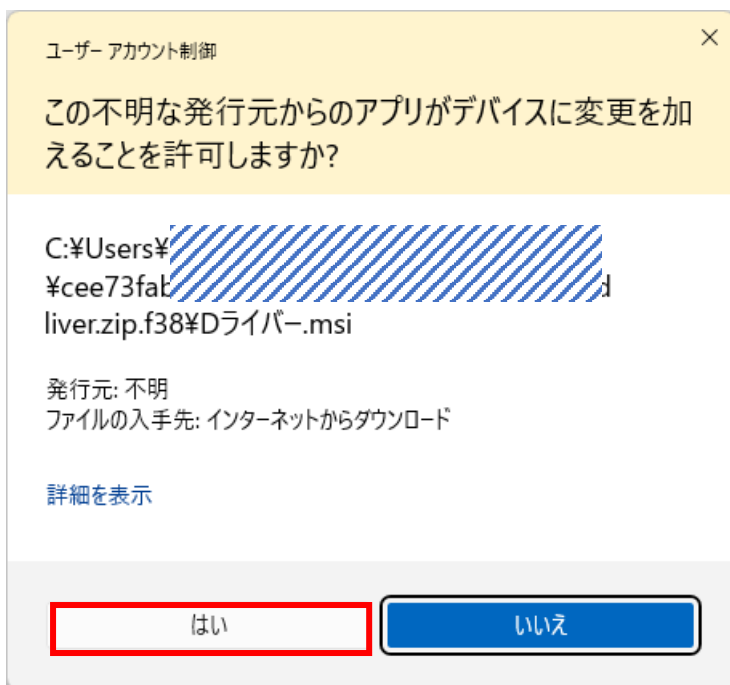 ユーザー アカウント制御
この不明な発行元からのアプリがデバイスに変更を加
えることを許可しますか?
C:¥Users¥
¥cee73fab
liver.zip.f38¥Dライバー.msi
発行元: 不明
ファイルの入手先: インターネットからダウンロード
詳細を表示
はい
いいえ